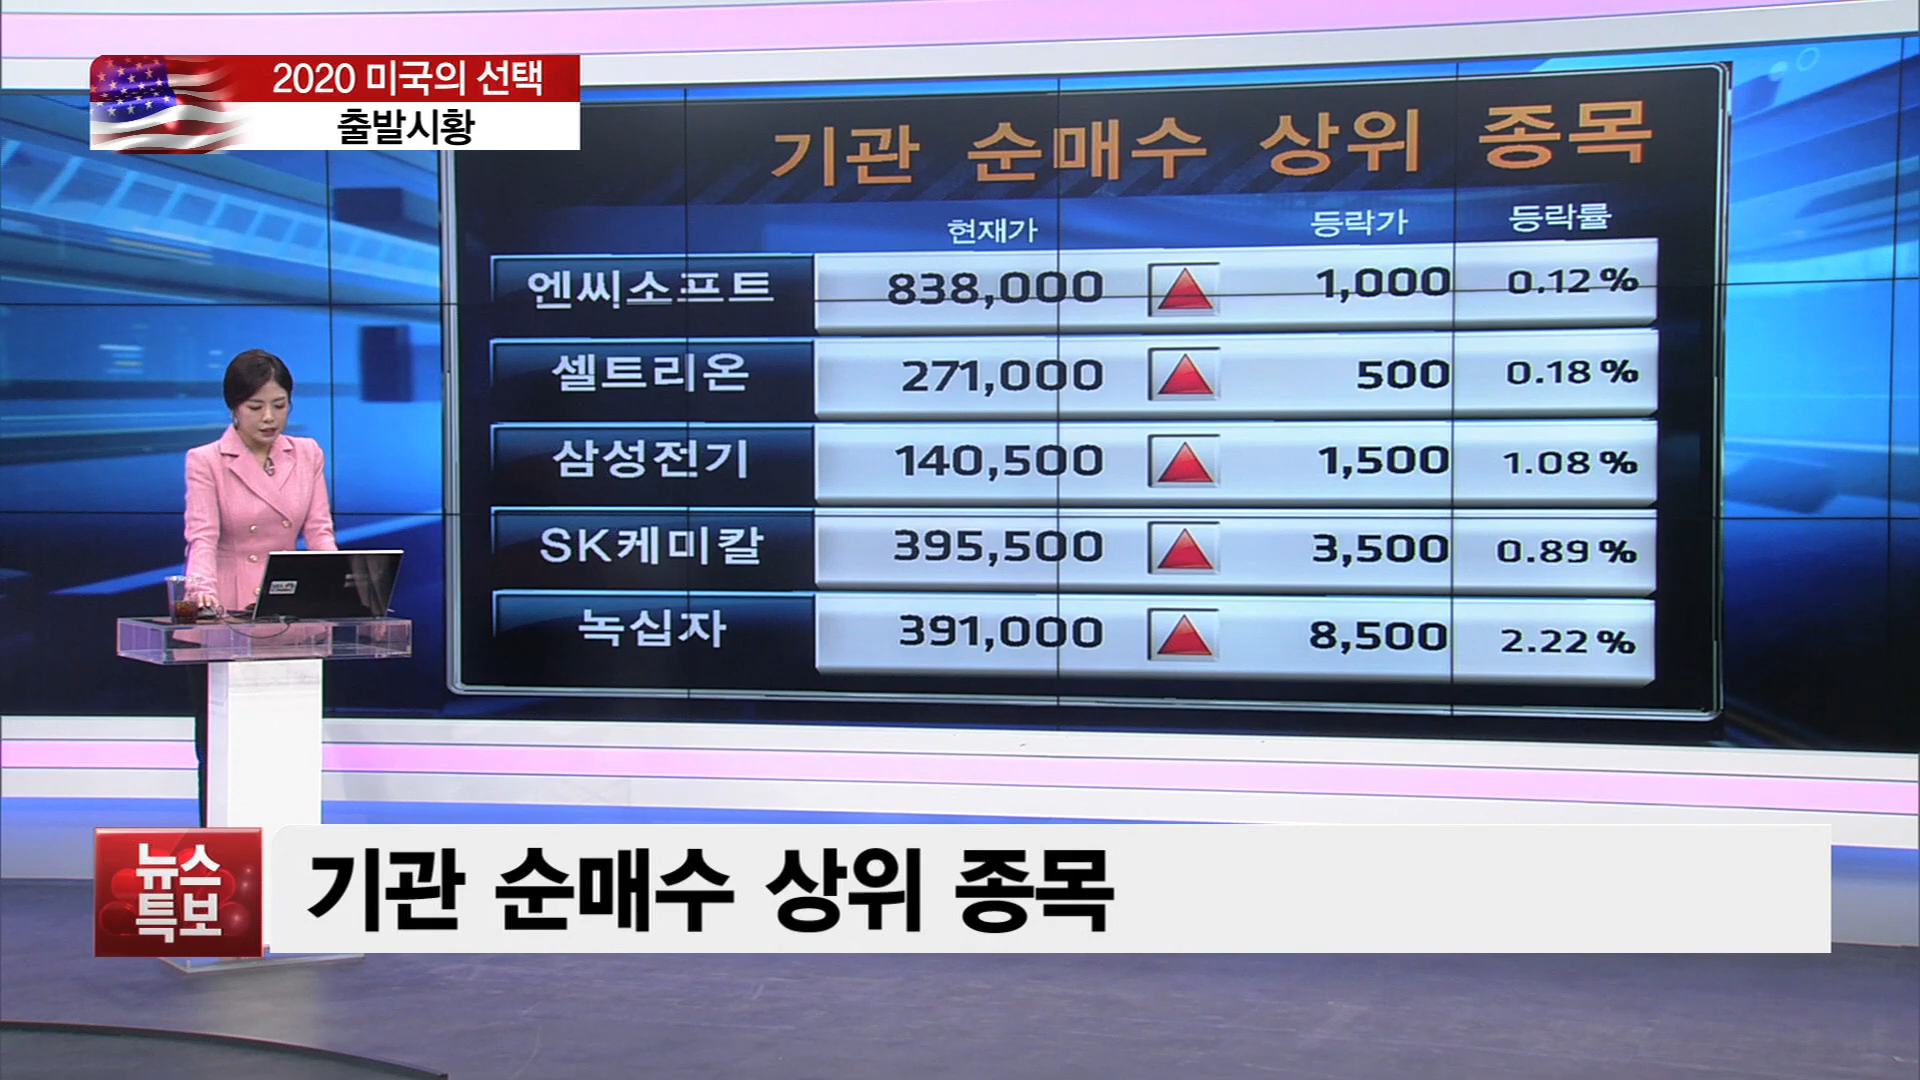 2020 미국의 선택
출발시황
기관 순매수 상위 종목
현재가 등락가 등락률
엔씨소프트 838,000 ▲ 1,000 0.12%
셀트리온 271,000 ▲ 500 0.18%
삼성전기 140,500 ▲ 1,500 1.08%
SK케미칼 395,500 ▲ 3,500 0.89%
녹십자 391,000 ▲ 8,500 2.22%
뉴스
특보
기관 순매수 상위 종목